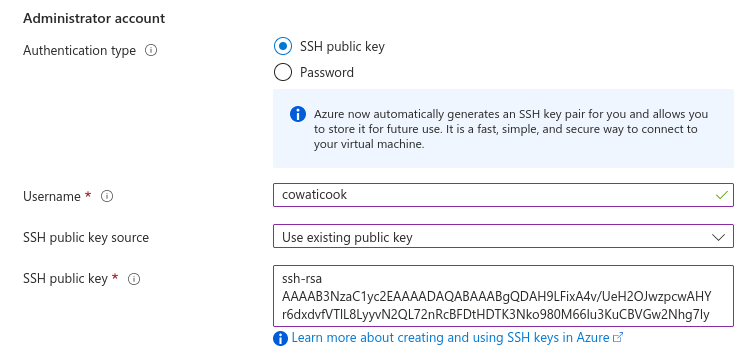 Administrator account
Authentication type
SSH public key
Password
Azure now automatically generates an SSH key pair for you and allows you
to store it for future use. It is a fast, simple, and secure way to connect to
your virtual machine.
Username *
cowaticook
SSH public key source
Use existing public key
SSH public key *
ssh-rsa
AAAAB3NzaC1yc2EAAAADAQABAAABgQDAH9LFixA4v/UeH2OJwzpcwAHY
r6dxdvfVTlL8LyyvN2QL72nRcBFDtHDTK3Nko980M66lu3KuCBVGw2Nhg7Iy
Learn more about creating and using SSH keys in Azure